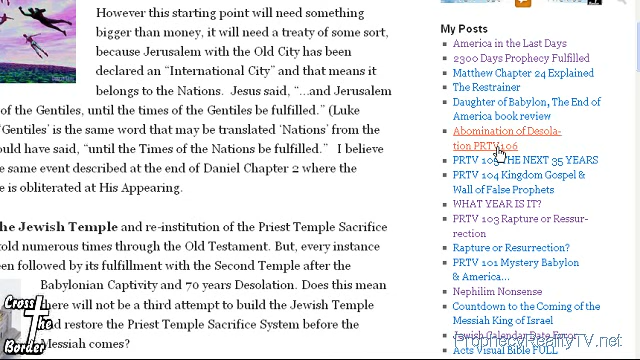 However this starting point will need something
bigger than money, it will need a treaty of some sort,
because Jerusalem with the Old City has been
declared an “International City” and that means it
belongs to the Nations. Jesus said, “…and Jerusalem
of the Gentiles, until the times of the Gentiles be fulfilled.” (Luke
‘Gentiles’ is the same word that may be translated ‘Nations’ from the
ould have said, “until the Times of the Nations be fulfilled.” I believe
e same event described at the end of Daniel Chapter 2 where the
e is obliterated at His Appearing.
he Jewish Temple and re-institution of the Priest Temple Sacrifice
told numerous times through the Old Testament. But, every instance
een followed by its fulfillment with the Second Temple after the
Babylonian Captivity and 70 years Desolation. Does this mean
there will not be a third attempt to build the Jewish Temple
and restore the Priest Temple Sacrifice System before the
Messiah comes?
Cross
The
Border
My Posts
America in the Last Days
2300 Days Prophecy Fulfilled
Matthew Chapter 24 Explained
The Restrainer
Daughter of Babylon, The End of
America book review
Abomination of Desola-
tion PRTV 106
PRTV 105 THE NEXT 35 YEARS
PRTV 104 Kingdom Gospel &
Wall of False Prophets
WHAT YEAR IS IT?
PRTV 103 Rapture or Resur-
rection
Rapture or Resurrection?
PRTV 101 Mystery Babylon
& America...
Nephilim Nonsense
Countdown to the Coming of the
Messiah King of Israel
Jewish Calendar Date Error
Acts Visual Bible FULL
ProphecyRealityTV.net